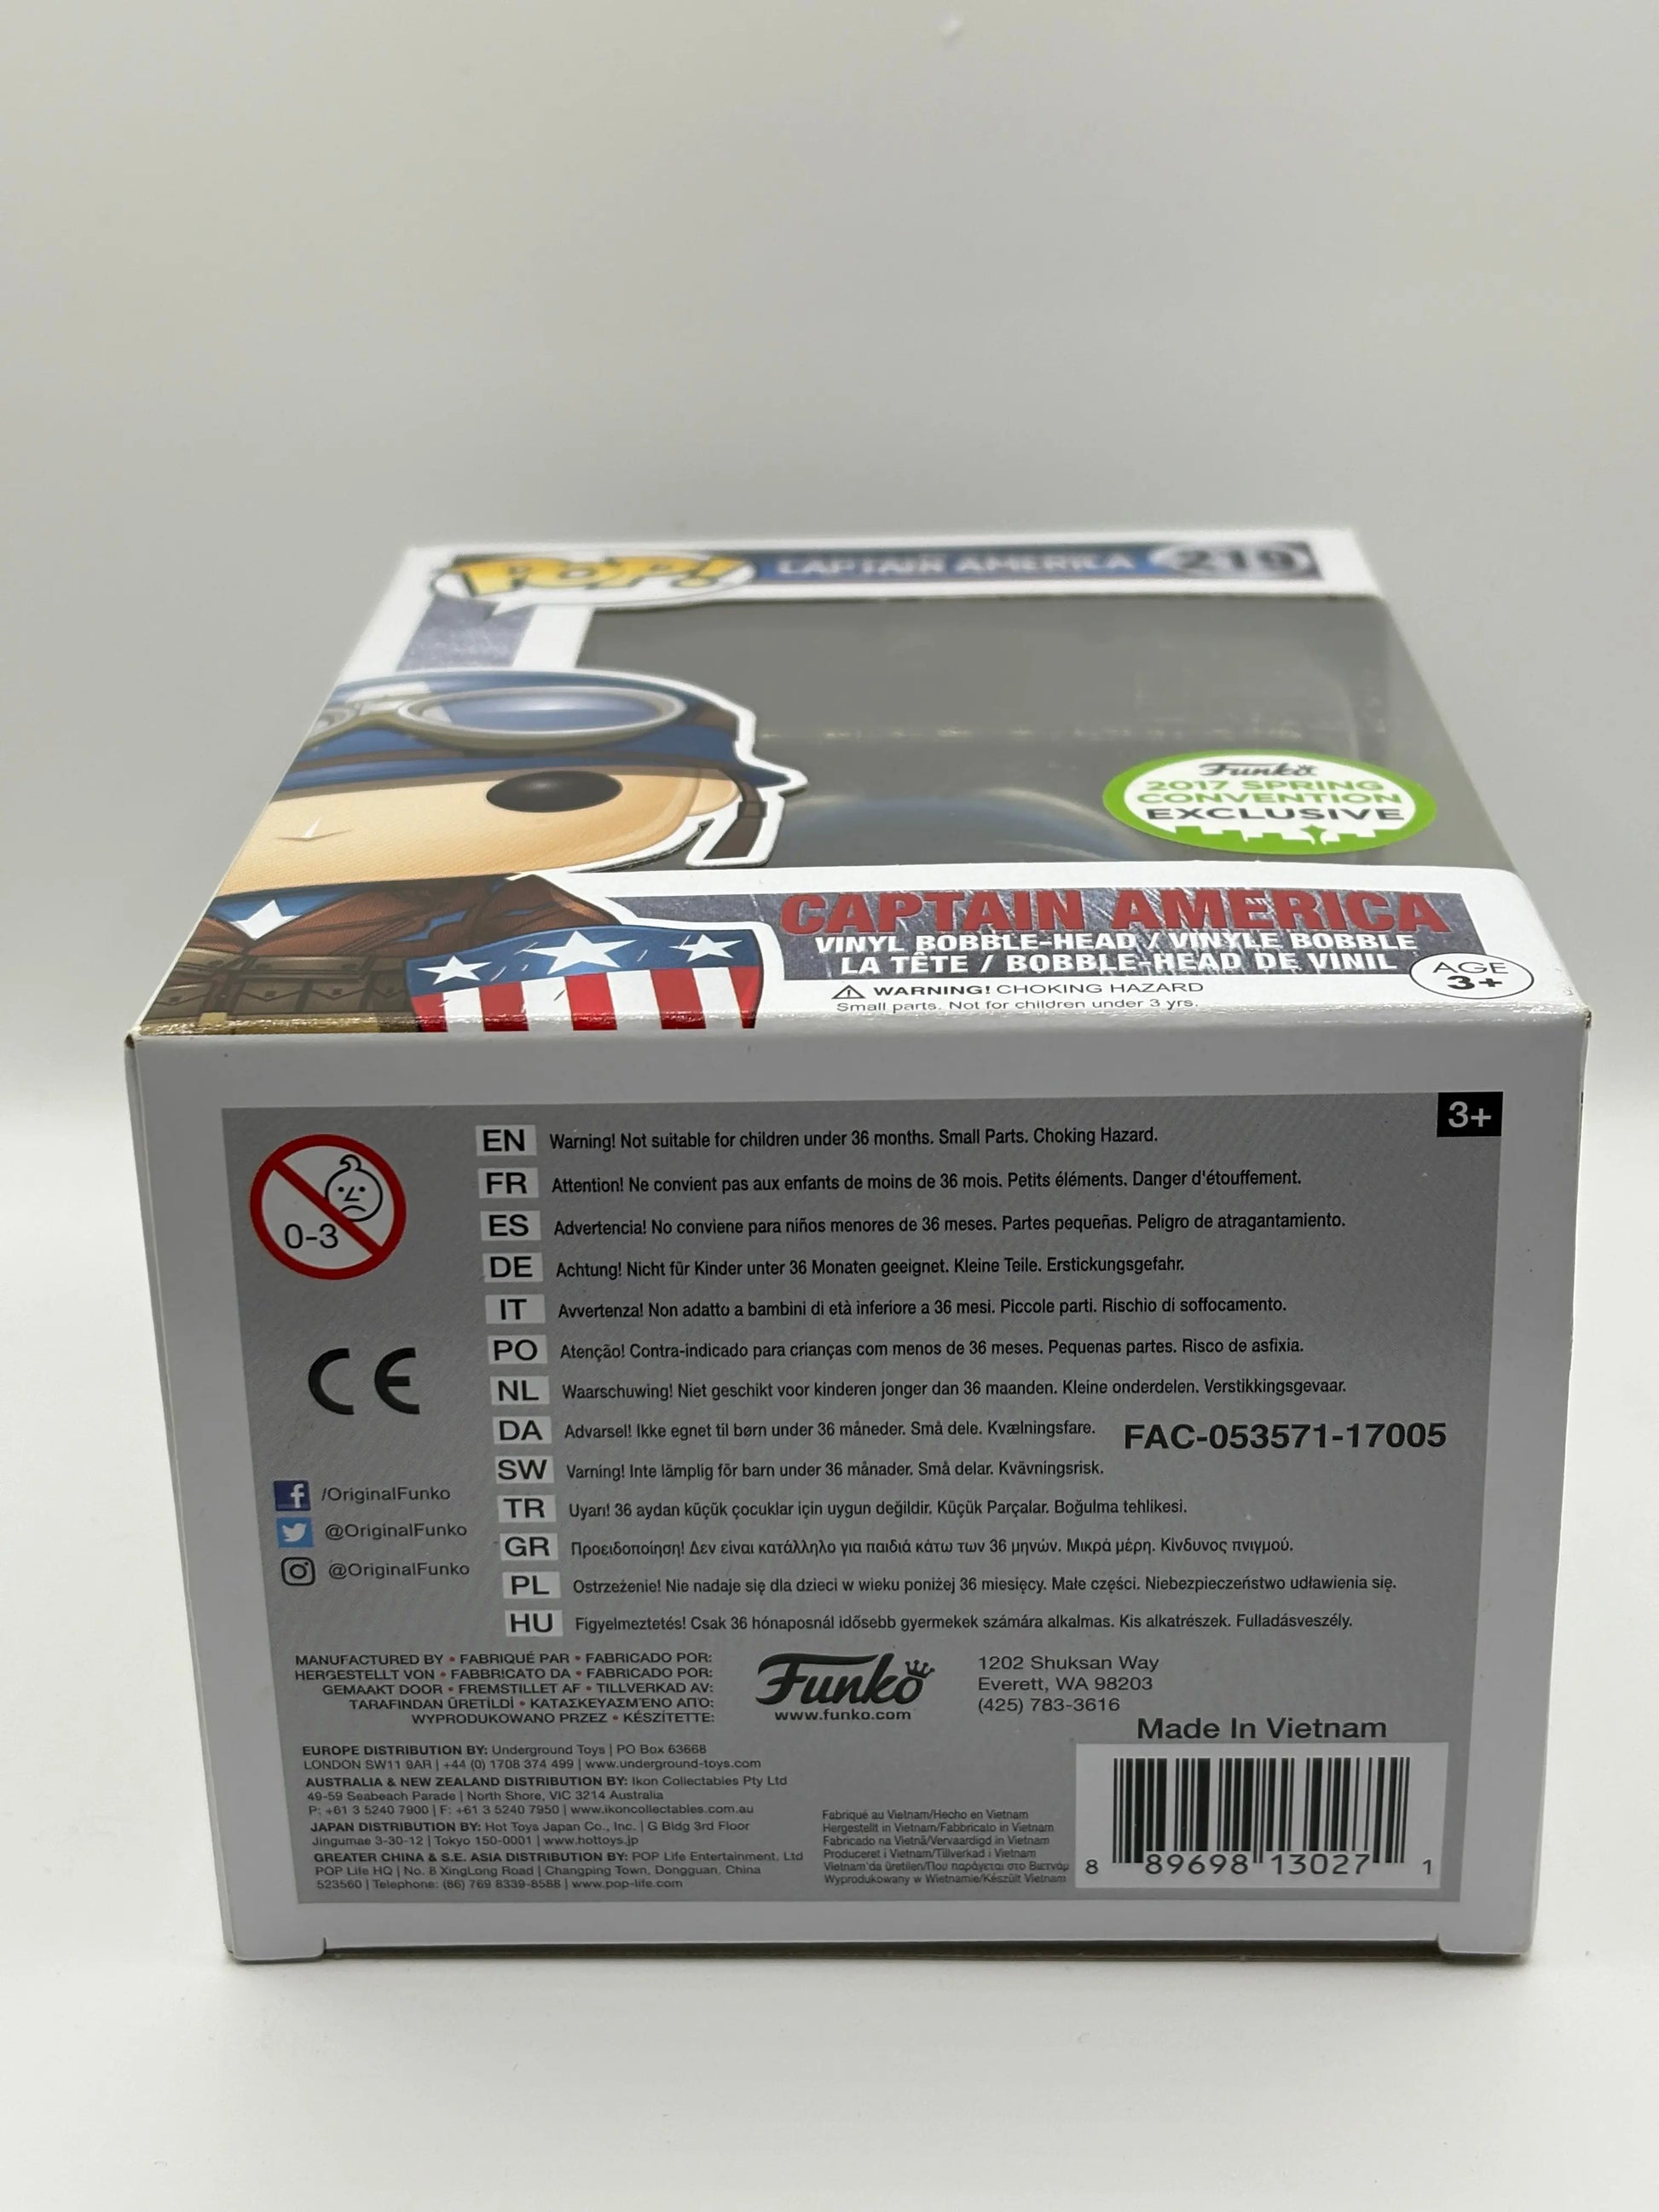 POP! CAPTAIN AMERICA 219
Funko
2017 SPRING
CONVENTION
EXCLUSIVE
CAPTAIN AMERICA
VINYL BOBBLE-HEAD / VINYLE BOBBLE
LA TÊTE / BOBBLE-HEAD DE VINIL
AGE
3+
⚠ WARNING! CHOKING HAZARD
Small parts. Not for children under 3 yrs.
3+
0-3
EN Warning! Not suitable for children under 36 months. Small Parts. Choking Hazard.
FR Attention! Ne convient pas aux enfants de moins de 36 mois. Petits éléments. Danger d'étouffement.
ES Advertencia! No conviene para niños menores de 36 meses. Partes pequeñas. Peligro de atragantamiento.
DE Achtung! Nicht für Kinder unter 36 Monaten geeignet. Kleine Teile. Erstickungsgefahr.
IT Avvertenza! Non adatto a bambini di età inferiore a 36 mesi. Piccole parti. Rischio di soffocamento.
PO Atenção! Contra-indicado para crianças com menos de 36 meses. Pequenas partes. Risco de asfixia.
NL Waarschuwing! Niet geschikt voor kinderen jonger dan 36 maanden. Kleine onderdelen. Verstikkingsgevaar.
DA Advarsel! Ikke egnet til børn under 36 måneder. Små dele. Kvælningsfare.
SW Varning! Inte lämplig för barn under 36 månader. Små delar. Kvävningsrisk.
TR Uyarı! 36 aydan küçük çocuklar için uygun değildir. Küçük Parçalar. Boğulma tehlikesi.
GR Προειδοποίηση! Δεν είναι κατάλληλο για παιδιά κάτω των 36 μηνών. Μικρά μέρη. Κίνδυνος πνιγμού.
PL Ostrzeżenie! Nie nadaje się dla dzieci w wieku poniżej 36 miesięcy. Małe części. Niebezpieczeństwo udławienia się.
HU Figyelmeztetés! Csak 36 hónaposnál idősebb gyermekek számára alkalmas. Kis alkatrészek. Fulladásveszély.
FAC-053571-17005
CE
/OriginalFunko
@OriginalFunko
@OriginalFunko
MANUFACTURED BY • FABRIQUÉ PAR • FABRICADO POR:
HERGESTELLT VON • FABBRICATO DA • FABRICADO POR:
GEMAAKT DOOR • FREMSTILLET AF • TILLVERKAD AV:
TARAFINDAN ÜRETİLDİ • ΚΑΤΑΣΚΕΥΑΣΜΈΝΟ ΑΠΌ:
WYPRODUKOWANO PRZEZ • KÉSZÍTETTE:
Funko
www.funko.com
1202 Shuksan Way
Everett, WA 98203
(425) 783-3616
Made In Vietnam
EUROPE DISTRIBUTION BY: Underground Toys | PO Box 63668
LONDON SW11 9AR | +44 (0) 1708 374 499 | www.underground-toys.com
AUSTRALIA & NEW ZEALAND DISTRIBUTION BY: Ikon Collectables Pty Ltd
49-59 Seabeach Parade | North Shore, VIC 3214 Australia
P: +61 3 5240 7900 | F: +61 3 5240 7950 | www.ikoncollectables.com.au
JAPAN DISTRIBUTION BY: Hot Toys Japan Co., Inc. | G Bldg 3rd Floor
Jingumae 3-30-12 | Tokyo 150-0001 | www.hottoys.jp
GREATER CHINA & S.E. ASIA DISTRIBUTION BY: POP Life Entertainment, Ltd
POP Life HQ | No. 8 XingLong Road | Changping Town, Dongguan, China
523560 | Telephone: (86) 769 8339-8588 | www.pop-life.com
Fabriqué au Vietnam/Hecho en Vietnam
Hergestellt in Vietnam/Fabbricato in Vietnam
Fabricado na Vietnã/Vervaardigd in Vietnam
Produceret i Vietnam/Tillverkad i Vietnam
Vietnam'da üretilen/Που παράγεται στο Βιετνάμ
Wyprodukowany w Wietnamie/Készült Vietnam
8 89698 13027 1